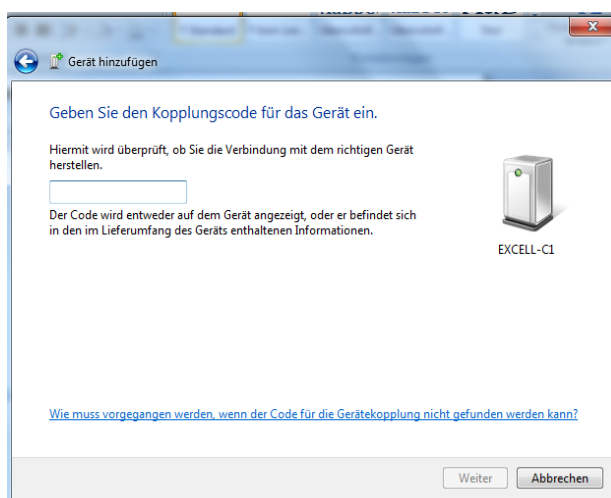 Gerät hinzufügen
Geben Sie den Kopplungscode für das Gerät ein.
Hiermit wird überprüft, ob Sie die Verbindung mit dem richtigen Gerät
herstellen.
Der Code wird entweder auf dem Gerät angezeigt, oder er befindet sich
in den im Lieferumfang des Geräts enthaltenen Informationen.
EXCELL-C1
Wie muss vorgegangen werden, wenn der Code für die Gerätekopplung nicht gefunden werden kann?
Weiter
Abbrechen